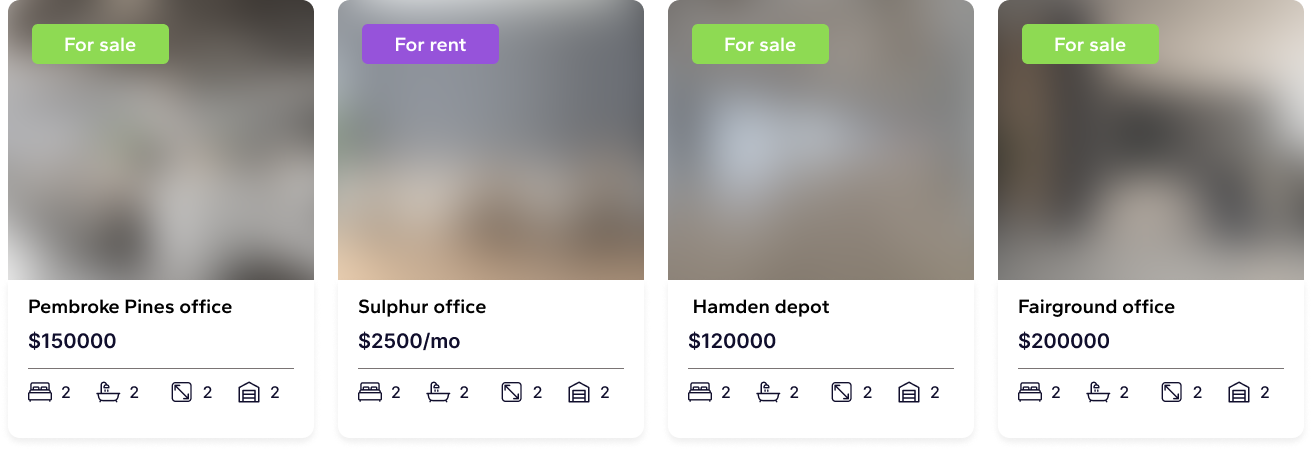 For sale
Pembroke Pines office
$150000
2 2 2 2
For rent
Sulphur office
$2500/mo
2 2 2 2
For sale
Hamden depot
$120000
2 2 2 2
For sale
Fairground office
$200000
2 2 2 2